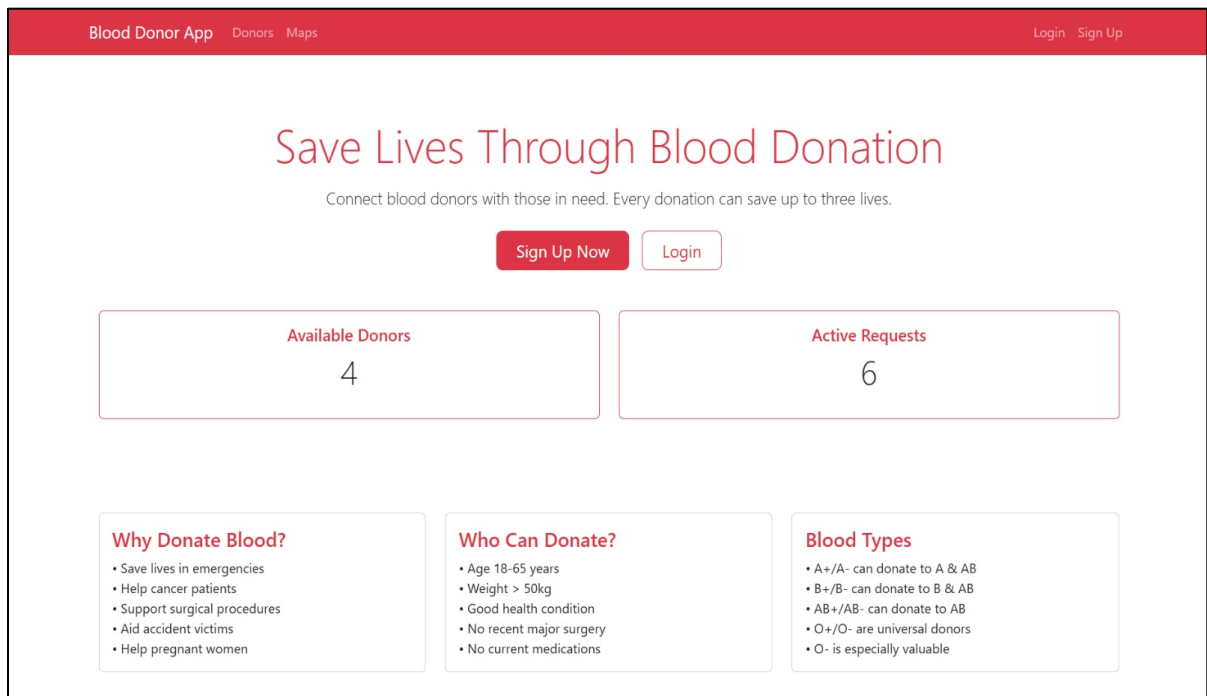 Blood Donor App Donors Maps Login Sign Up
Save Lives Through Blood Donation
Connect blood donors with those in need. Every donation can save up to three lives.
Sign Up Now Login
Available Donors
4
Active Requests
6
Why Donate Blood?
• Save lives in emergencies
• Help cancer patients
• Support surgical procedures
• Aid accident victims
• Help pregnant women
Who Can Donate?
• Age 18-65 years
• Weight > 50kg
• Good health condition
• No recent major surgery
• No current medications
Blood Types
• A+/A- can donate to A & AB
• B+/B- can donate to B & AB
• AB+/AB- can donate to AB
• O+/O- are universal donors
• O- is especially valuable